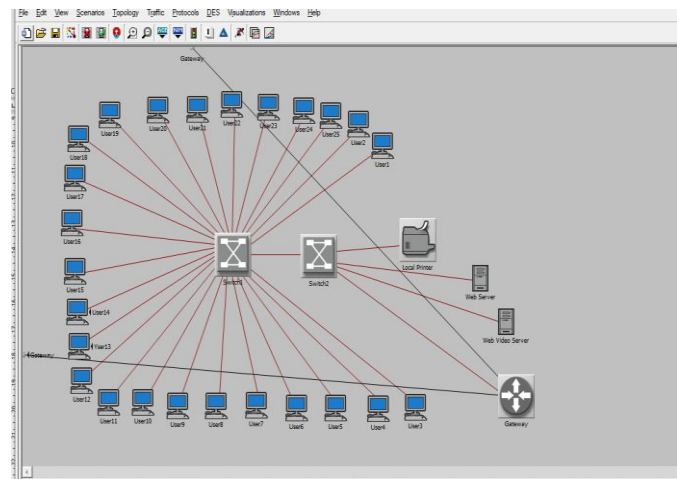 File Edit View Scenarios Topology Traffic Protocols DES Visualizations Windows Help
Gateway
User19
User20
User21
User22
User23
User24
User25
User2
User1
User18
User17
User16
User15
User14
Switch1
Switch2
Local Printer
Web Server
Web Video Server
Gateway
User12
User11
User10
User9
User8
User7
User6
User5
User4
User3
Gateway